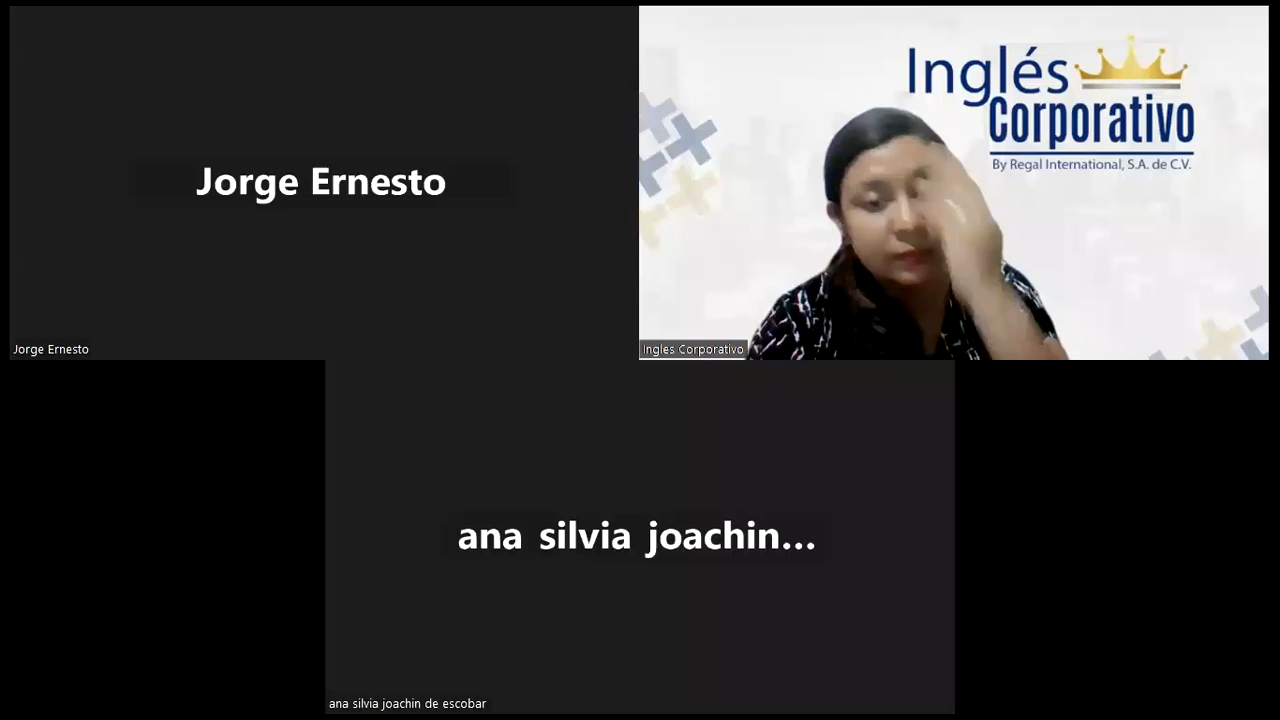 Jorge Ernesto
Jorge Ernesto
Inglés
Corporativo
By Regal International, S.A. de C.V.
Ingles Corporativo
ana silvia joachin...
ana silvia joachin de escobar